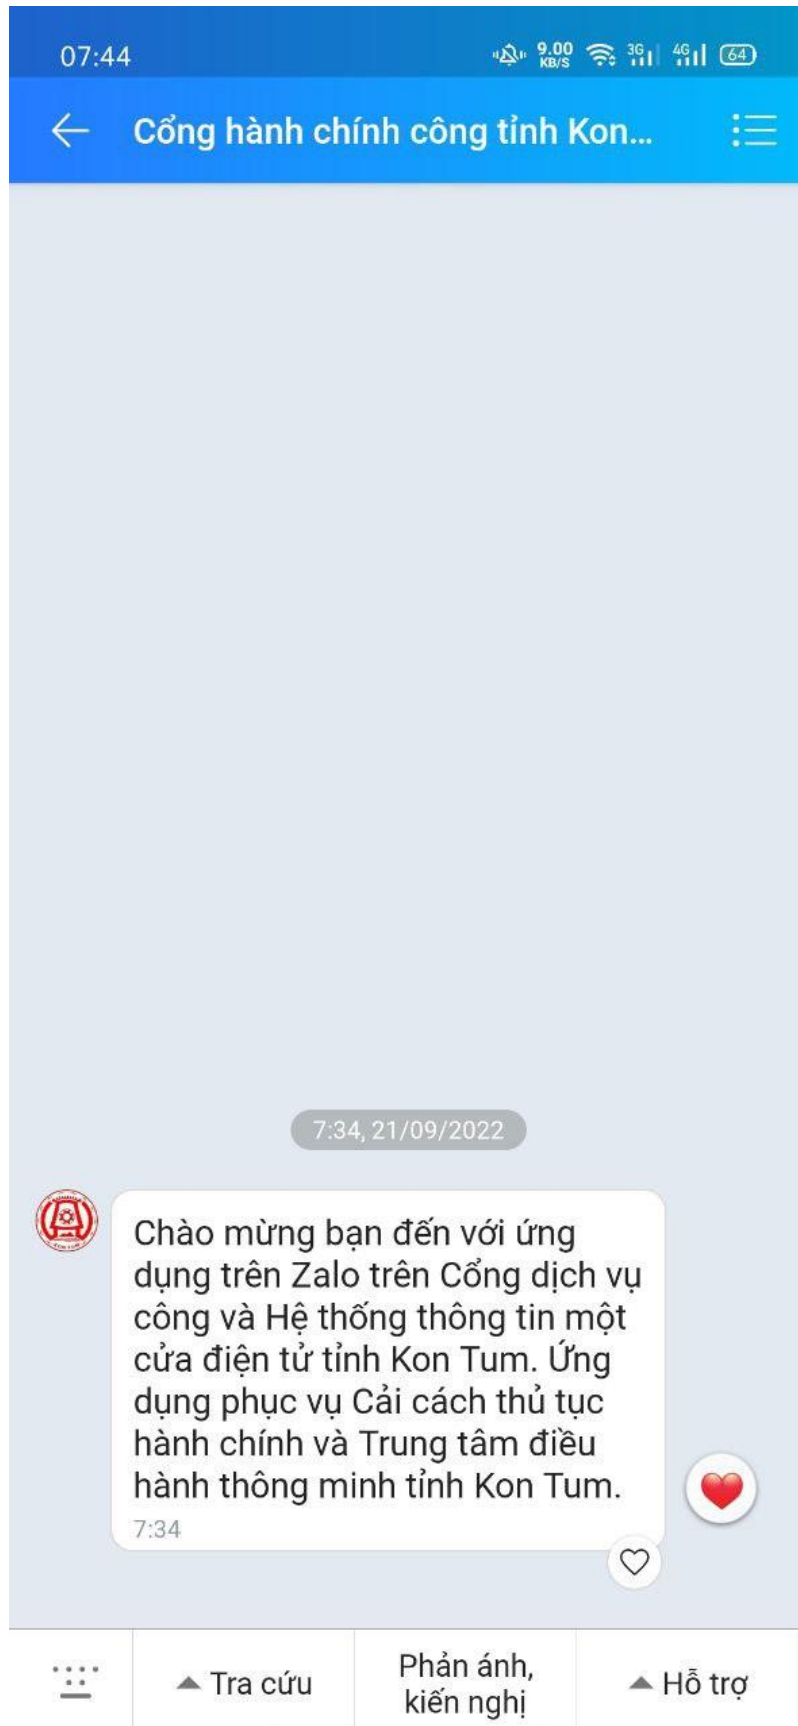 07:44
9.00
KB/S
3G
4G
64
Cổng hành chính công tỉnh Kon...
7:34, 21/09/2022
Chào mừng bạn đến với ứng
dụng trên Zalo trên Cổng dịch vụ
công và Hệ thống thông tin một
cửa điện tử tỉnh Kon Tum. Ứng
dụng phục vụ Cải cách thủ tục
hành chính và Trung tâm điều
hành thông minh tỉnh Kon Tum.
7:34
Tra cứu
Phản ánh,
kiến nghị
Hỗ trợ